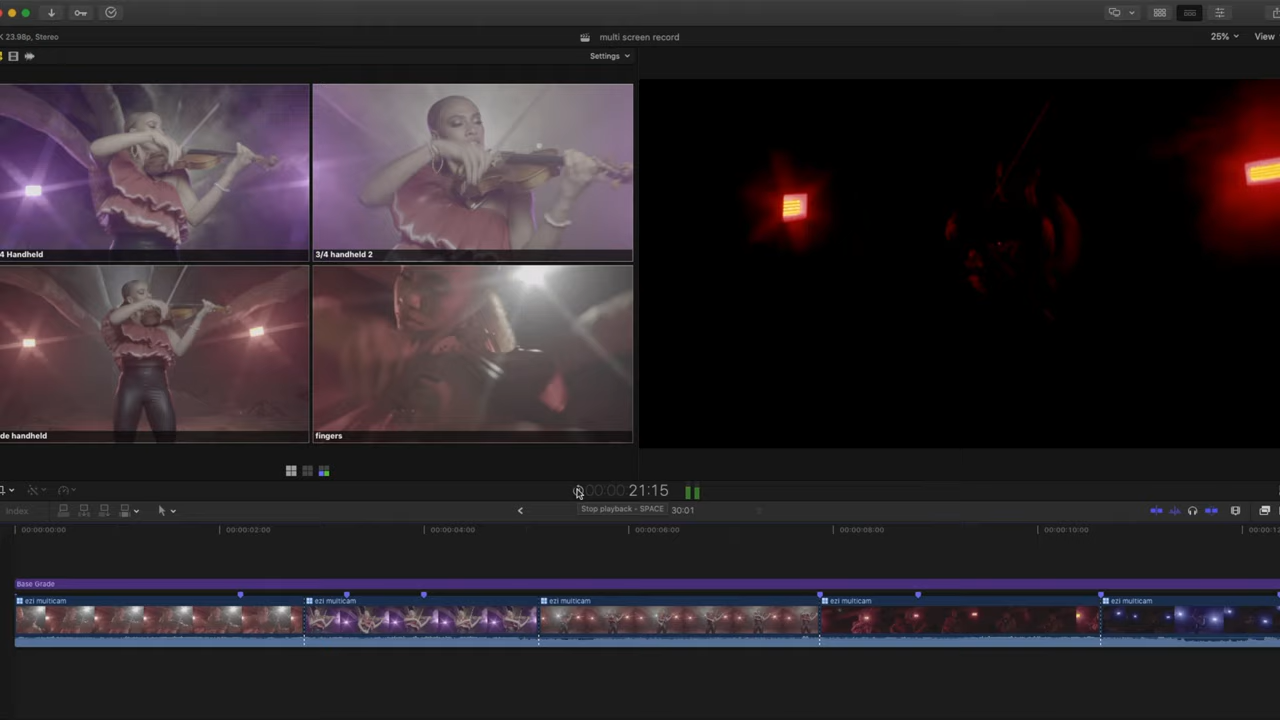 K 23.98p, Stereo
multi screen record
25%
View
Settings
4 Handheld
3/4 handheld 2
de handheld
fingers
00:00:00:21:15
Index
Stop playback - SPACE
30:01
00:00:00:00
00:00:02:00
00:00:04:00
00:00:06:00
00:00:08:00
00:00:10:00
Base Grade
ezi multicam
ezi multicam
ezi multicam
ezi multicam
ezi multicam